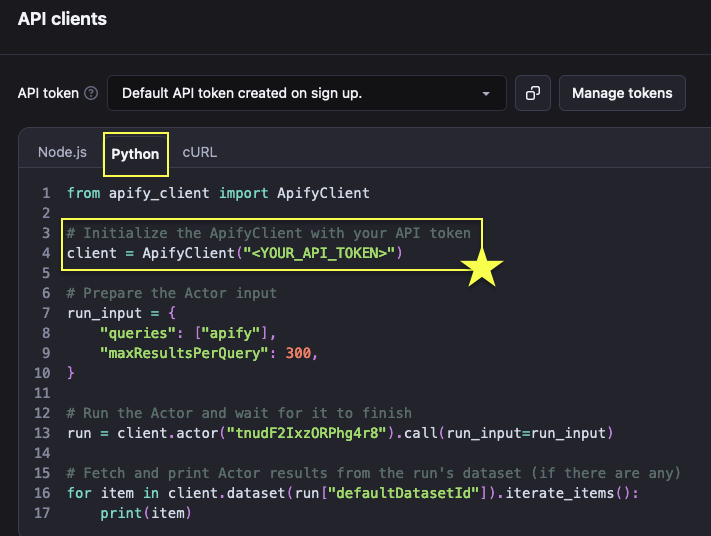 API clients
API token
Default API token created on sign up.
Manage tokens
Node.js
Python
cURL
1 from apify_client import ApifyClient
2
3 # Initialize the ApifyClient with your API token
4 client = ApifyClient("<YOUR_API_TOKEN>")
5
6 # Prepare the Actor input
7 run_input = {
8     "queries": ["apify"],
9     "maxResultsPerQuery": 300,
10 }
11
12 # Run the Actor and wait for it to finish
13 run = client.actor("tnudF2IxzORPhg4r8").call(run_input=run_input)
14
15 # Fetch and print Actor results from the run's dataset (if there are any)
16 for item in client.dataset(run["defaultDatasetId"]).iterate_items():
17     print(item)